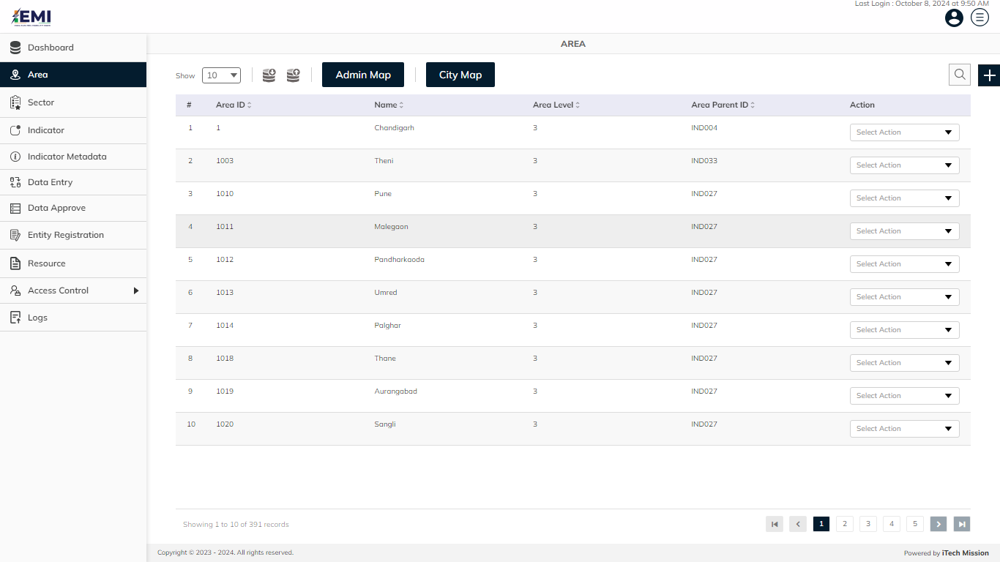 Last Login : October 8, 2024 at 9:50 AM
EMI
Dashboard
Area
Sector
Indicator
Indicator Metadata
Data Entry
Data Approve
Entity Registration
Resource
Access Control
Logs
AREA
Show 10 Admin Map City Map
# Area ID Name Area Level Area Parent ID Action
1 1 Chandigarh 3 IND004 Select Action
2 1003 Theni 3 IND033 Select Action
3 1010 Pune 3 IND027 Select Action
4 1011 Malegaon 3 IND027 Select Action
5 1012 Pandharkaoda 3 IND027 Select Action
6 1013 Umred 3 IND027 Select Action
7 1014 Palghar 3 IND027 Select Action
8 1018 Thane 3 IND027 Select Action
9 1019 Aurangabad 3 IND027 Select Action
10 1020 Sangli 3 IND027 Select Action
Showing 1 to 10 of 391 records 1 2 3 4 5
Copyright © 2023 - 2024. All rights reserved. Powered by iTech Mission